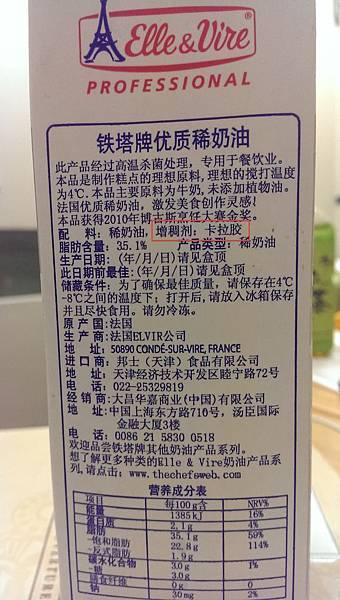 Elle & Vire®
PROFESSIONAL
铁塔牌优质稀奶油
此产品经过高温杀菌处理，专用于餐饮业。
本品是制作糕点的理想原料,理想的搅打温度
为4℃.本品主要原料为牛奶,未添加植物油。
法国优质稀奶油，激发美食创作灵感!
本品获得2010年博古斯烹饪大赛金奖。
配　料: 稀奶油,增稠剂: 卡拉胶
脂肪含量: 35.1%　产品类型: 稀奶油
生产日期: (年/月/日)请见盒顶
此日期前最佳:(年/月/日)请见盒顶
储藏条件: 为了确保最佳质量，请保存在4℃
-8℃之间的温度下; 打开后,请放入冰箱保存
并且尽快食用。请勿冷冻。
原 产 国:法国
生 产 商:法国ELVIR公司
地　址: 50890 CONDÉ-SUR-VIRE, FRANCE
进 口 商: 邦士（天津）食品有限公司
地　址: 天津经济技术开发区睦宁路72号
电　话: 022-25329819
经 销 商:大昌华嘉商业(中国)有限公司
地　址:中国上海东方路710号，汤臣国际
金融大厦3楼
电　话: 0086 21 5830 0518
欢迎品尝铁塔牌其他奶油产品系列。
想了解更多种类的Elle & Vire奶油产品系
列,请点击: www.thechefsweb.com
营养成分表
项目 每100g含 NRV%
能量 1385kJ 16%
蛋白质 2.1g 4%
脂肪 35.1g 59%
-饱和脂肪 22.8g 114%
-反式脂肪 1.9g
碳水化合物 3.0g 1%
-糖 3.0g
膳食纤维 0g 0
钠 30mg 2%